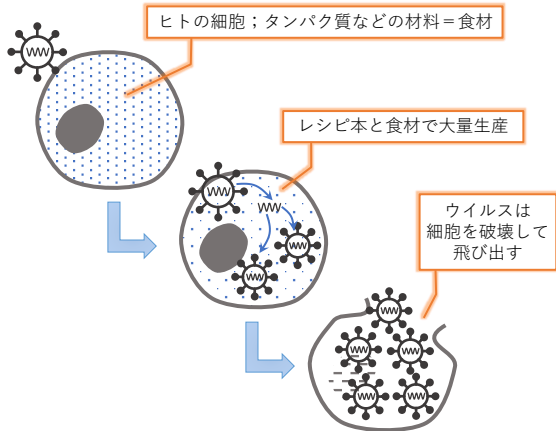 ヒトの細胞；タンパク質などの材料＝食材
レシピ本と食材で大量生産
ウイルスは
細胞を破壊して
飛び出す